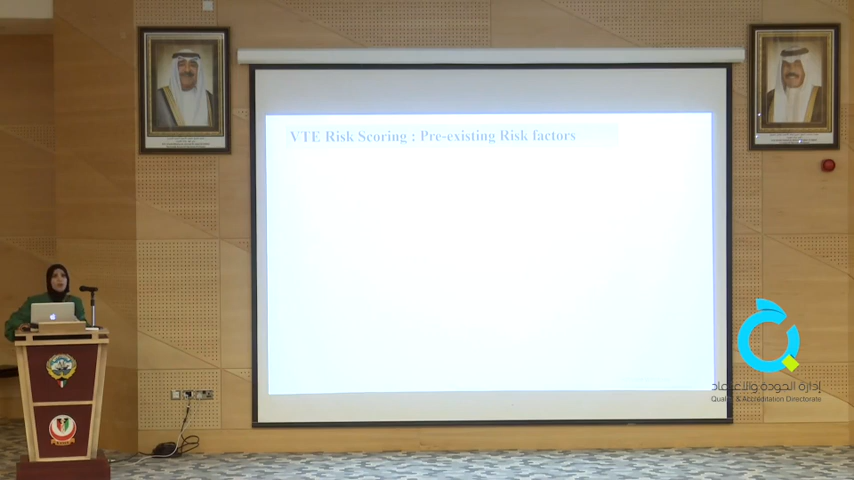 VTE Risk Scoring : Pre-existing Risk factors
إدارة الجودة والاعتماد
Quality & Accreditation Directorate